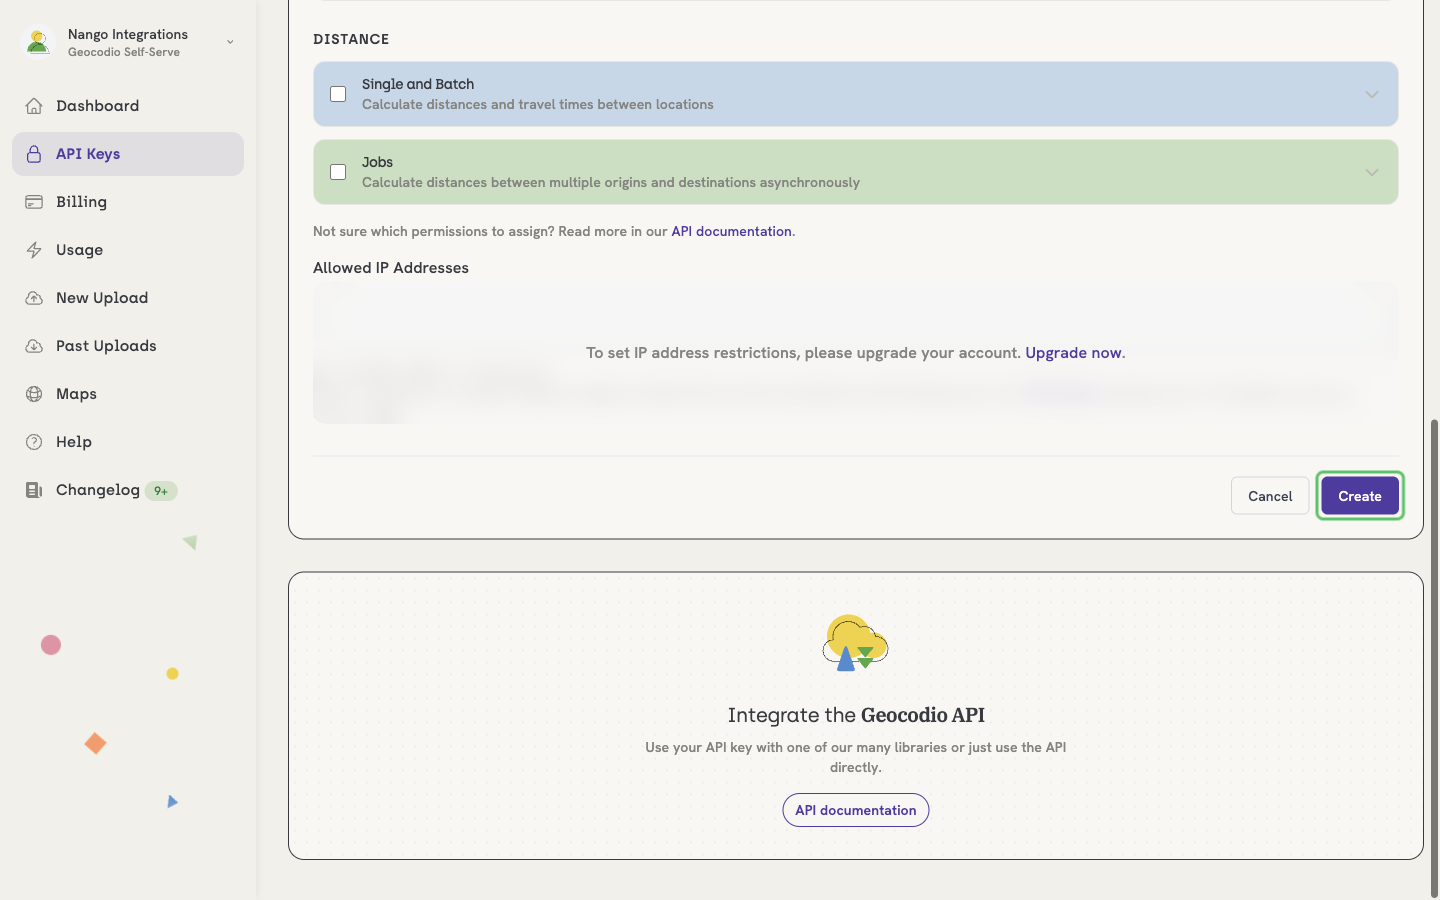 Nango Integrations
Geocodio Self-Serve
Dashboard
API Keys
Billing
Usage
New Upload
Past Uploads
Maps
Help
Changelog 9+
DISTANCE
Single and Batch
Calculate distances and travel times between locations
Jobs
Calculate distances between multiple origins and destinations asynchronously
Not sure which permissions to assign? Read more in our API documentation.
Allowed IP Addresses
To set IP address restrictions, please upgrade your account. Upgrade now.
Cancel
Create
Integrate the Geocodio API
Use your API key with one of our many libraries or just use the API
directly.
API documentation